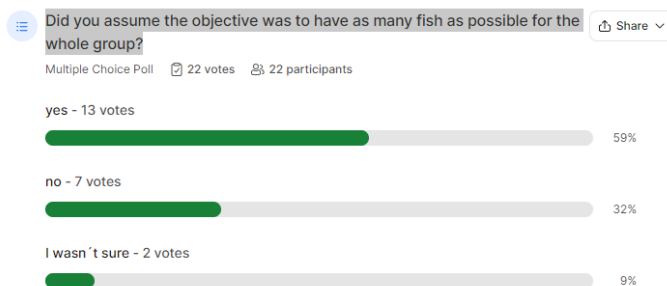 Did you assume the objective was to have as many fish as possible for the
whole group?
Share
Multiple Choice Poll 22 votes 22 participants
yes - 13 votes
59%
no - 7 votes
32%
I wasn´t sure - 2 votes
9%